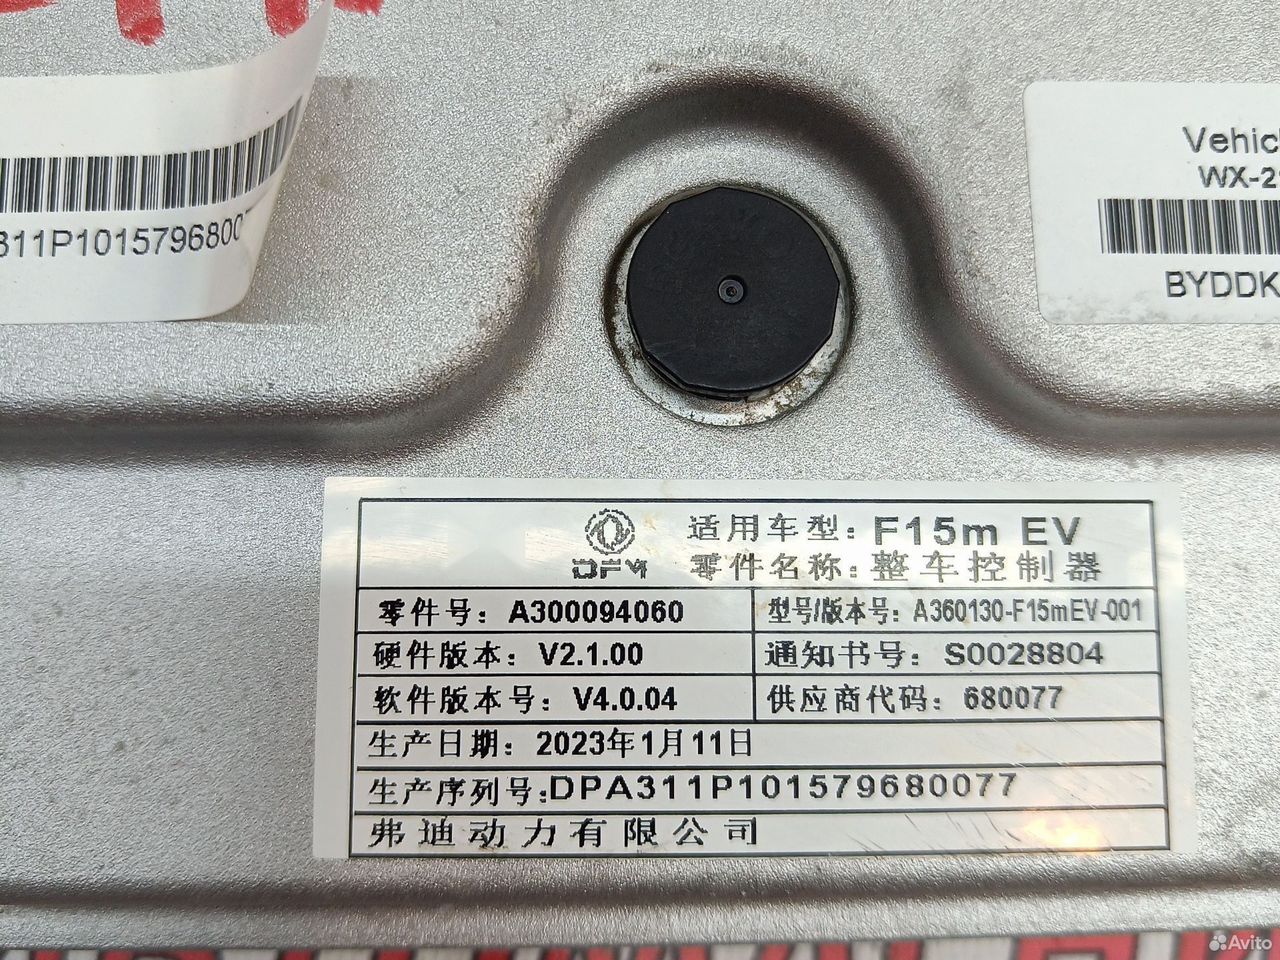 311P101579680077
Vehic
WX-2
BYDDK
DFM
适用车型: F15m EV
零件名称: 整车控制器
零件号: A300094060
型号/版本号: A360130-F15mEV-001
硬件版本: V2.1.00
通知书号: S0028804
软件版本号: V4.0.04
供应商代码: 680077
生产日期: 2023年1月11日
生产序列号:DPA311P101579680077
弗迪动力有限公司
Avito